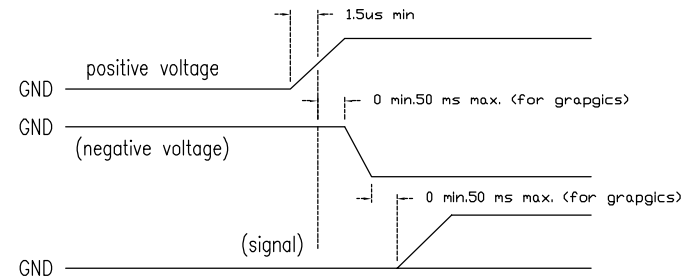 1.5us min
positive voltage
GND
0 min.50 ms max. (for grapgics)
GND
(negative voltage)
0 min.50 ms max. (for grapgics)
(signal)
GND